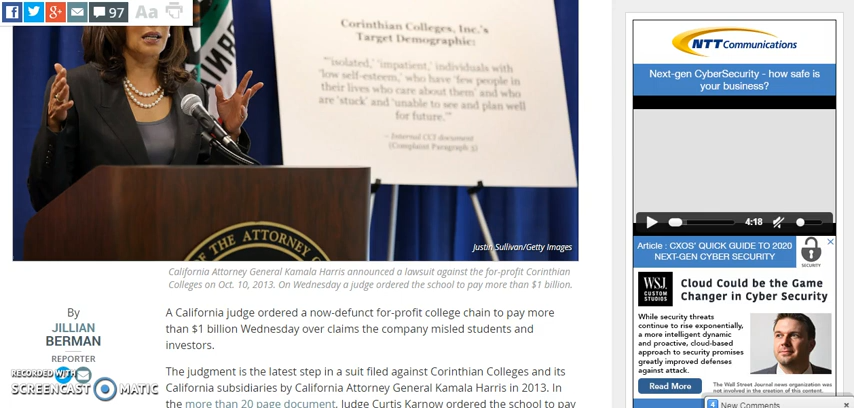 97
Aa
Corinthian Colleges, Inc.'s
Target Demographic:
"'isolated,' 'impatient,' individuals with
'low self-esteem,' who have 'few people in
their lives who care about them' and who
are 'stuck' and 'unable to see and plan well
for future.'"
– Internal CCI document
(Complaint Paragraph 3)
THE ATTORNEY GENERAL
Justin Sullivan/Getty Images
California Attorney General Kamala Harris announced a lawsuit against the for-profit Corinthian
Colleges on Oct. 10, 2013. On Wednesday a judge ordered the school to pay more than $1 billion.
By
JILLIAN
BERMAN
REPORTER
RECORDED WITH
SCREENCAST MATIC
A California judge ordered a now-defunct for-profit college chain to pay more
than $1 billion Wednesday over claims the company misled students and
investors.
The judgment is the latest step in a suit filed against Corinthian Colleges and its
California subsidiaries by California Attorney General Kamala Harris in 2013. In
the more than 20 page document, Judge Curtis Karnow ordered the school to pay
NTT Communications
Next-gen CyberSecurity - how safe is
your business?
4:18
Article : CXOS' QUICK GUIDE TO 2020
NEXT-GEN CYBER SECURITY
SECURITY
WSJ.
CUSTOM
STUDIOS
Cloud Could be the Game
Changer in Cyber Security
While security threats
continue to rise exponentially,
a more intelligent dynamic
and proactive, cloud-based
approach to security promises
greatly improved defenses
against attack.
Read More
The Wall Street Journal news organization was
not involved in the creation of this content.
4 New Comments